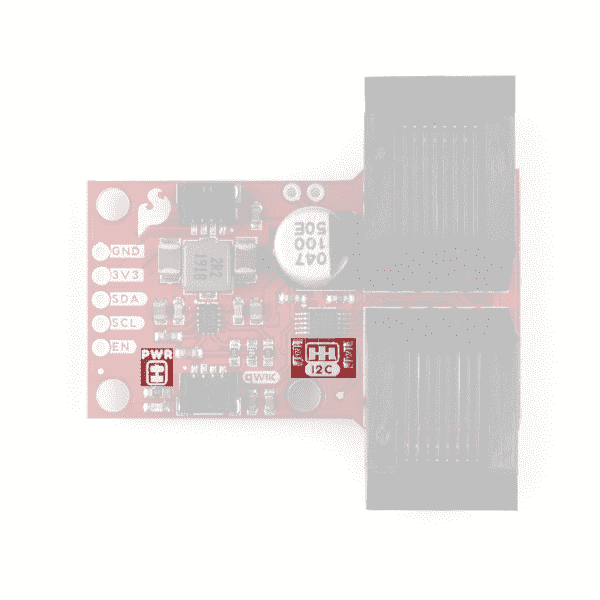 GND
3V3
SDA
SCL
EN
PWR
QWIIC
I2C
047
100
50E
2R2
1918